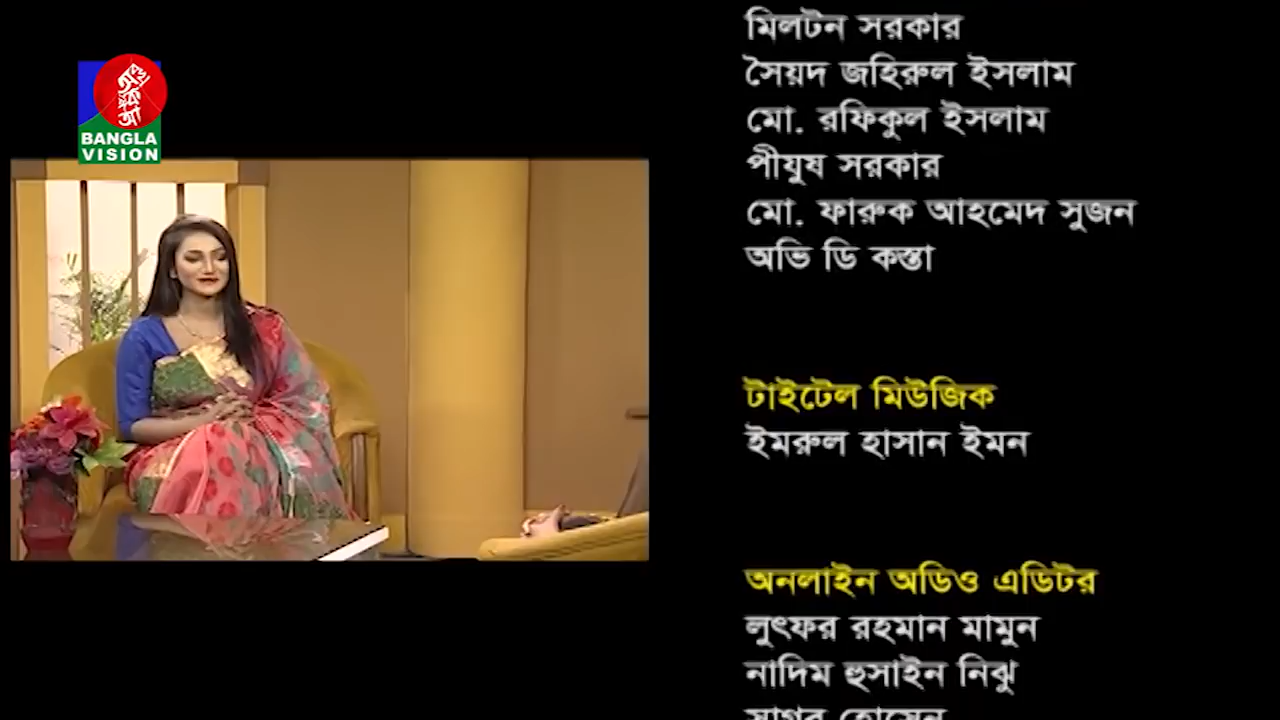 BANGLA
VISION
মিলটন সরকার
সৈয়দ জহিরুল ইসলাম
মো. রফিকুল ইসলাম
পীযুষ সরকার
মো. ফারুক আহমেদ সুজন
অভি ডি কস্তা
টাইটেল মিউজিক
ইমরুল হাসান ইমন
অনলাইন অডিও এডিটর
লুৎফর রহমান মামুন
নাদিম হুসাইন নিঝু
সাগর হোসেন